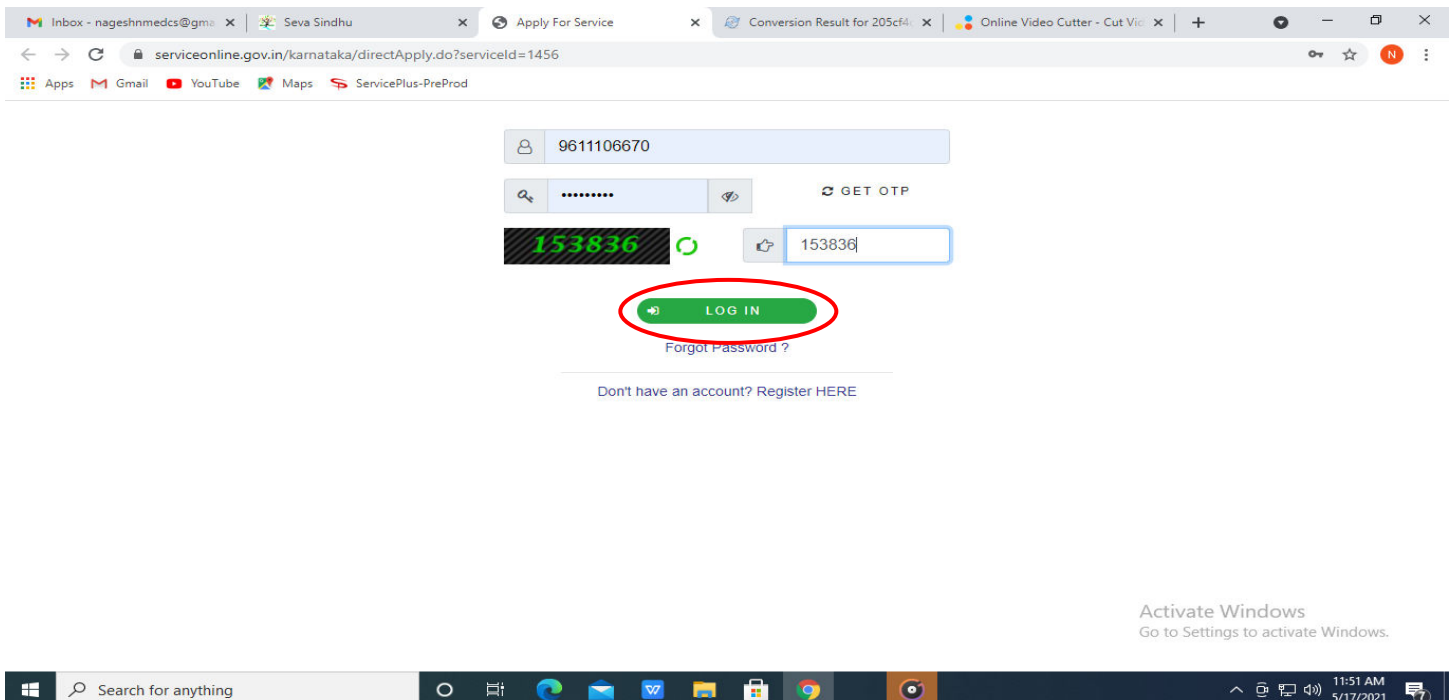 Inbox - nageshnmedcs@gma
Seva Sindhu
Apply For Service
Conversion Result for 205cf4
Online Video Cutter - Cut Vid
serviceonline.gov.in/karnataka/directApply.do?serviceId=1456
N
Apps
Gmail
YouTube
Maps
ServicePlus-PreProd
9611106670
•••••••••
GET OTP
153836
153836
LOG IN
Forgot Password ?
Don't have an account? Register HERE
Activate Windows
Go to Settings to activate Windows.
Search for anything
W
11:51 AM
5/17/2021
7